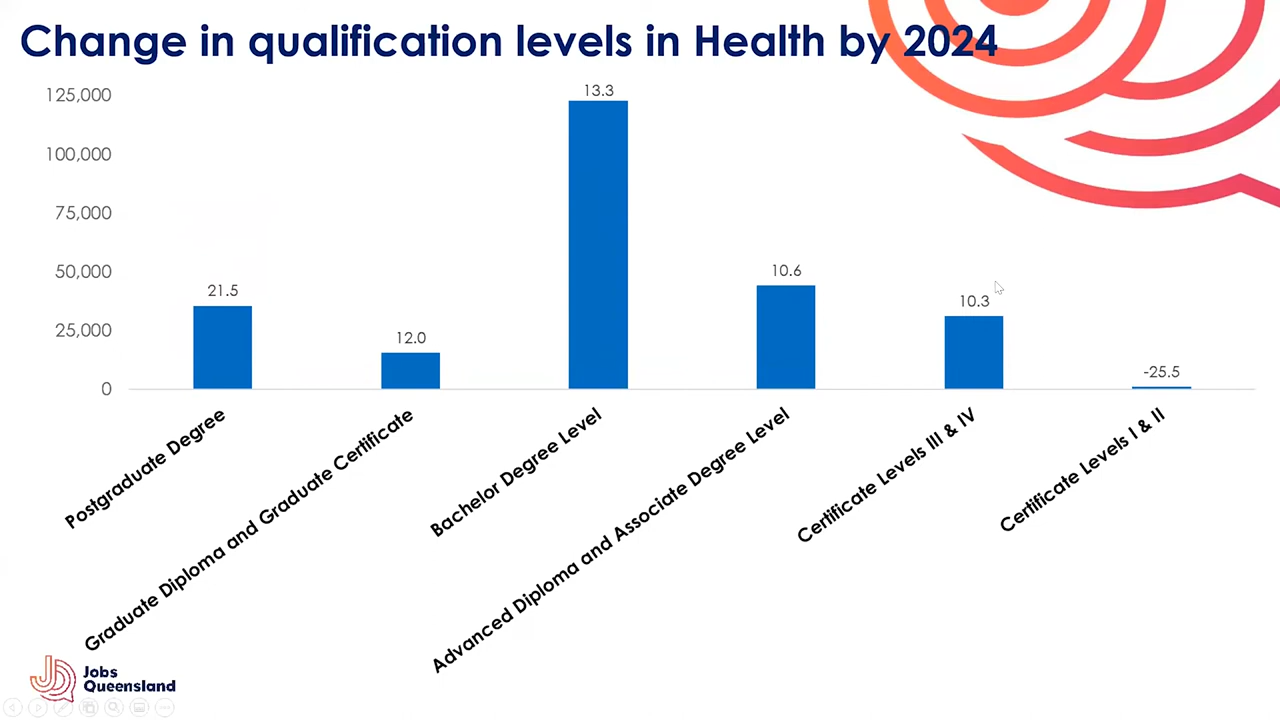 Change in qualification levels in Health by 2024
125,000
100,000
75,000
50,000
25,000
0
21.5
12.0
13.3
10.6
10.3
-25.5
Postgraduate Degree
Graduate Diploma and Graduate Certificate
Bachelor Degree Level
Advanced Diploma and Associate Degree Level
Certificate Levels III & IV
Certificate Levels I & II
Jobs
Queensland